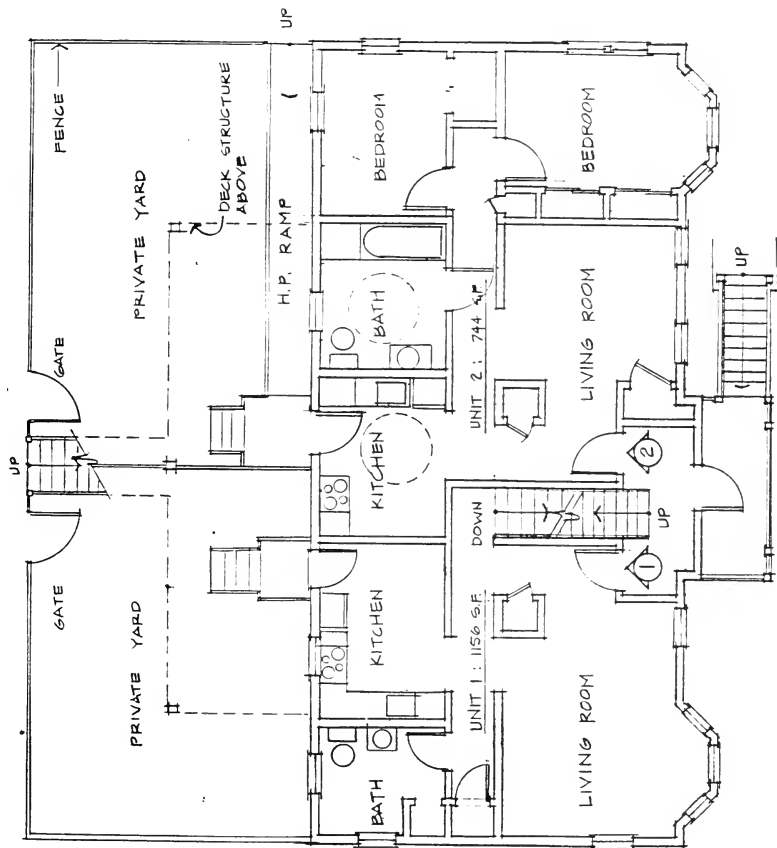 UP
FENCE
PRIVATE YARD
DECK STRUCTURE
ABOVE
H.P. RAMP
GATE
UP
GATE
PRIVATE YARD
BEDROOM
BEDROOM
BATH
UNIT 2 : 744 S.F.
LIVING ROOM
UP
KITCHEN
2
DOWN
UP
1
KITCHEN
UNIT 1 : 1156 S.F.
BATH
LIVING ROOM